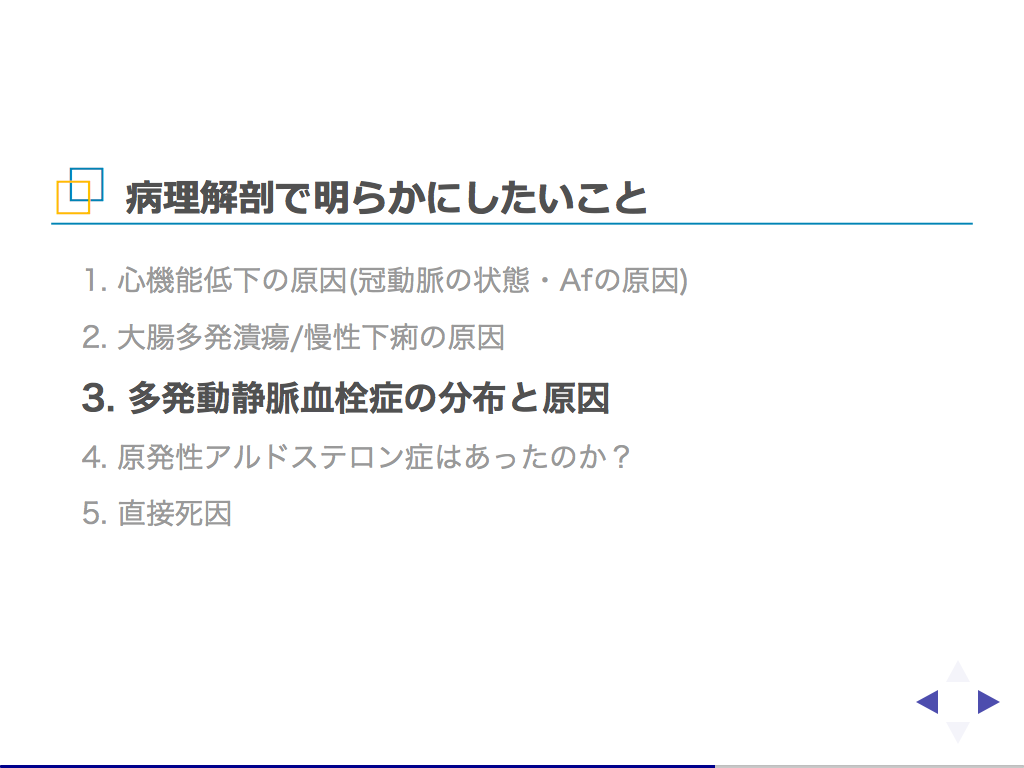 病理解剖で明らかにしたいこと
1. 心機能低下の原因(冠動脈の状態・Afの原因)
2. 大腸多発潰瘍/慢性下痢の原因
3. 多発動静脈血栓症の分布と原因
4. 原発性アルドステロン症はあったのか？
5. 直接死因